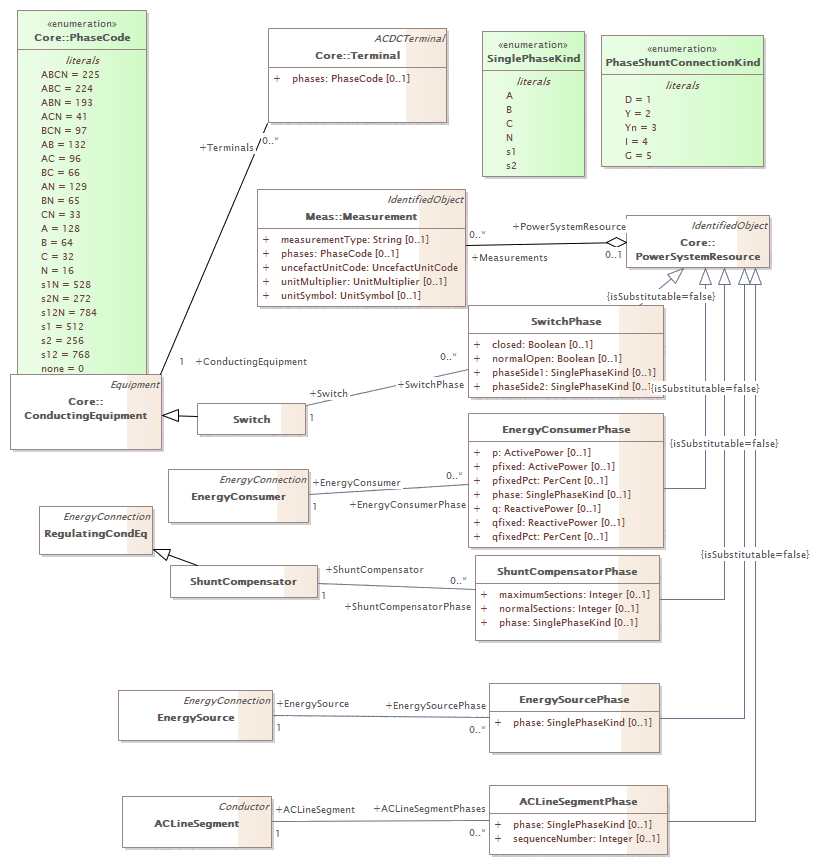 «enumeration»
Core::PhaseCode
literals
ABCN = 225
ABC = 224
ABN = 193
ACN = 41
BCN = 97
AB = 132
AC = 96
BC = 66
AN = 129
BN = 65
CN = 33
A = 128
B = 64
C = 32
N = 16
s1N = 528
s2N = 272
s12N = 784
s1 = 512
s2 = 256
s12 = 768
none = 0
ACDCTerminal
Core::Terminal
+ phases: PhaseCode [0..1]
«enumeration»
SinglePhaseKind
literals
A
B
C
N
s1
s2
«enumeration»
PhaseShuntConnectionKind
literals
D = 1
Y = 2
Yn = 3
I = 4
G = 5
+Terminals
0..*
IdentifiedObject
Meas::Measurement
+ measurementType: String [0..1]
+ phases: PhaseCode [0..1]
+ uncefactUnitCode: UncefactUnitCode
+ unitMultiplier: UnitMultiplier [0..1]
+ unitSymbol: UnitSymbol [0..1]
+PowerSystemResource
0..*
+Measurements
0..1
IdentifiedObject
Core::
PowerSystemResource
{isSubstitutable=false}
SwitchPhase
+ closed: Boolean [0..1]
+ normalOpen: Boolean [0..1]
+ phaseSide1: SinglePhaseKind [0..1]
+ phaseSide2: SinglePhaseKind [0..1]
{isSubstitutable=false}
1
+ConductingEquipment
0..*
+SwitchPhase
+Switch
1
Equipment
Core::
ConductingEquipment
Switch
EnergyConsumerPhase
+ p: ActivePower [0..1]
+ pfixed: ActivePower [0..1]
+ pfixedPct: PerCent [0..1]
+ phase: SinglePhaseKind [0..1]
+ q: ReactivePower [0..1]
+ qfixed: ReactivePower [0..1]
+ qfixedPct: PerCent [0..1]
{isSubstitutable=false}
EnergyConnection
EnergyConsumer
+EnergyConsumer
0..*
1
+EnergyConsumerPhase
EnergyConnection
RegulatingCondEq
{isSubstitutable=false}
ShuntCompensator
+ShuntCompensator
0..*
1
+ShuntCompensatorPhase
ShuntCompensatorPhase
+ maximumSections: Integer [0..1]
+ normalSections: Integer [0..1]
+ phase: SinglePhaseKind [0..1]
EnergyConnection
EnergySource
+EnergySource
+EnergySourcePhase
1
0..*
EnergySourcePhase
+ phase: SinglePhaseKind [0..1]
Conductor
ACLineSegment
+ACLineSegment
+ACLineSegmentPhases
1
0..*
ACLineSegmentPhase
+ phase: SinglePhaseKind [0..1]
+ sequenceNumber: Integer [0..1]